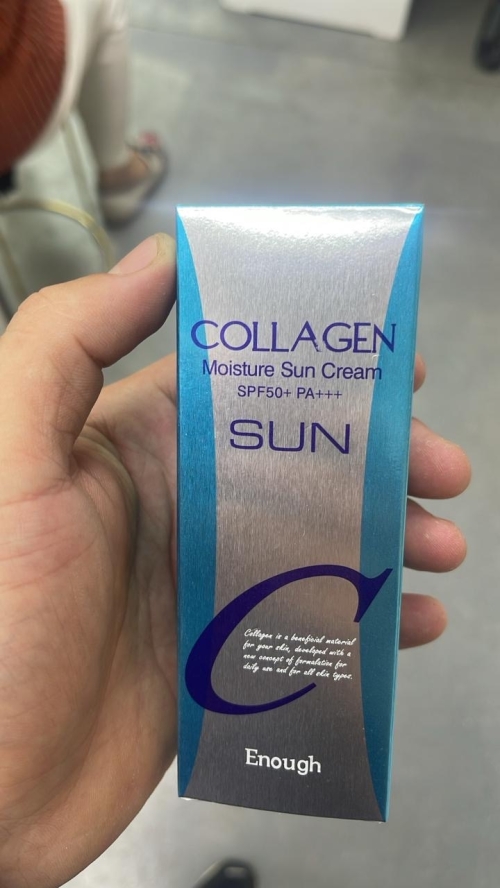 COLLAGEN
Moisture Sun Cream
SPF50+ PA+++
SUN
C
Collagen is a beneficial material
for your skin, developed with a
new concept of formulation for
daily use and for all skin types.
Enough